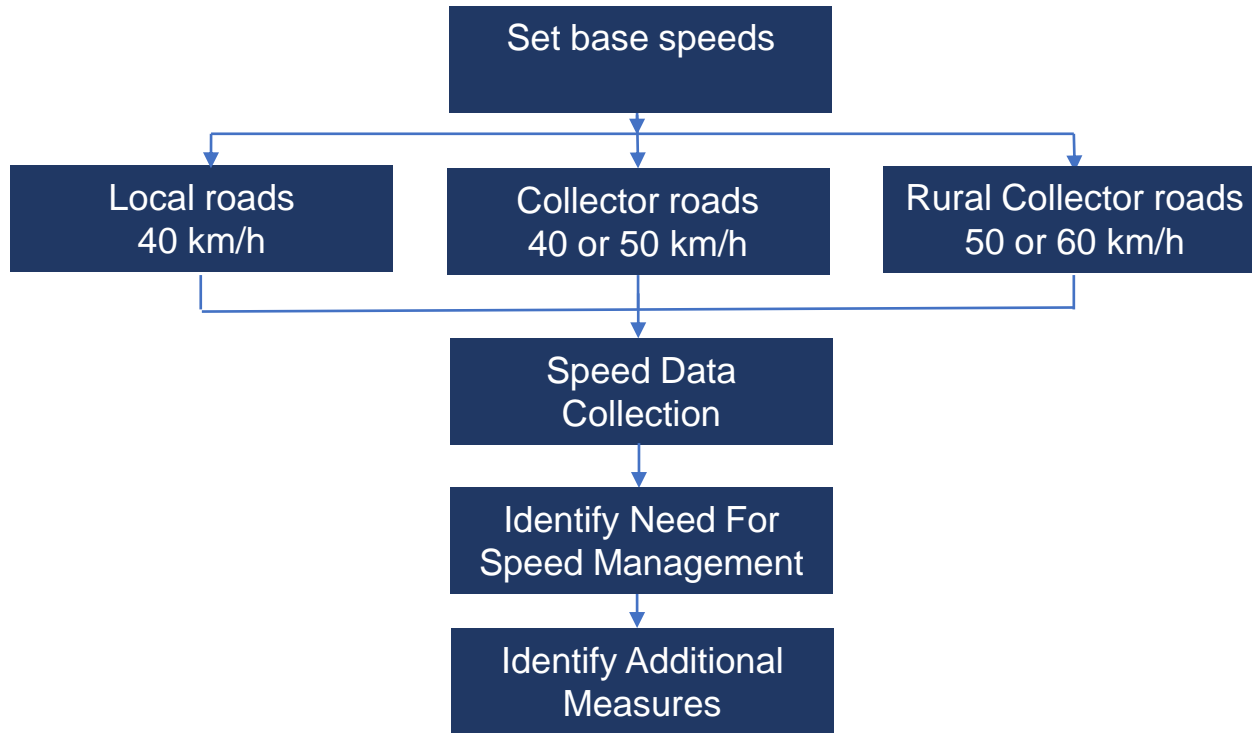 Set base speeds
Local roads
40 km/h
Collector roads
40 or 50 km/h
Rural Collector roads
50 or 60 km/h
Speed Data
Collection
Identify Need For
Speed Management
Identify Additional
Measures